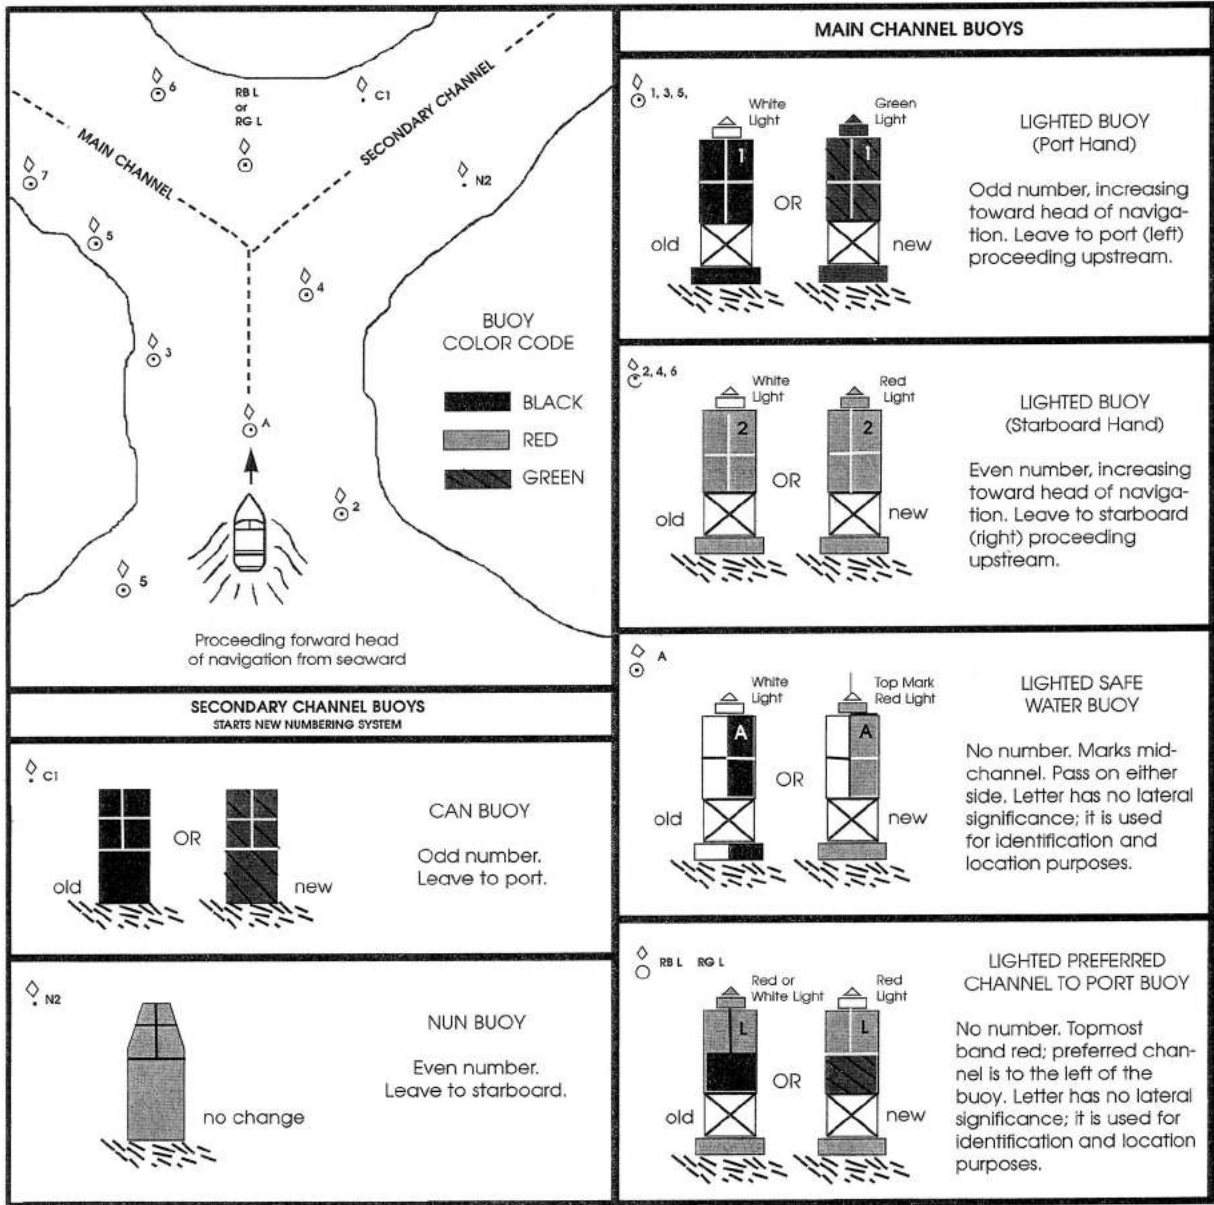 6
RB L
or
RG L
C1
MAIN CHANNEL
SECONDARY CHANNEL
7
N2
5
4
3
BUOY
COLOR CODE
BLACK
RED
GREEN
A
2
5
Proceeding forward head
of navigation from seaward
SECONDARY CHANNEL BUOYS
STARTS NEW NUMBERING SYSTEM
C1
OR
old
new
CAN BUOY
Odd number.
Leave to port.
N2
no change
NUN BUOY
Even number.
Leave to starboard.
MAIN CHANNEL BUOYS
1, 3, 5,
White
Light
Green
Light
1
1
OR
old
new
LIGHTED BUOY
(Port Hand)
Odd number, increasing
toward head of naviga-
tion. Leave to port (left)
proceeding upstream.
2, 4, 6
White
Light
Red
Light
2
2
OR
old
new
LIGHTED BUOY
(Starboard Hand)
Even number, increasing
toward head of naviga-
tion. Leave to starboard
(right) proceeding
upstream.
A
White
Light
Top Mark
Red Light
A
A
OR
old
new
LIGHTED SAFE
WATER BUOY
No number. Marks mid-
channel. Pass on either
side. Letter has no lateral
significance; it is used
for identification and
location purposes.
RB L RG L
Red or
White Light
Red
Light
L
L
OR
old
new
LIGHTED PREFERRED
CHANNEL TO PORT BUOY
No number. Topmost
band red; preferred chan-
nel is to the left of the
buoy. Letter has no lateral
significance; it is used for
identification and location
purposes.